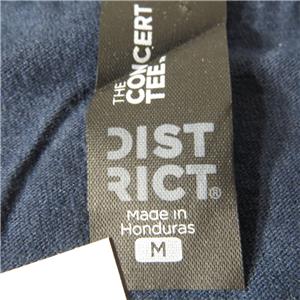 THE
CONCERT
TEE
DIST
RICT®
Made in
Honduras
M